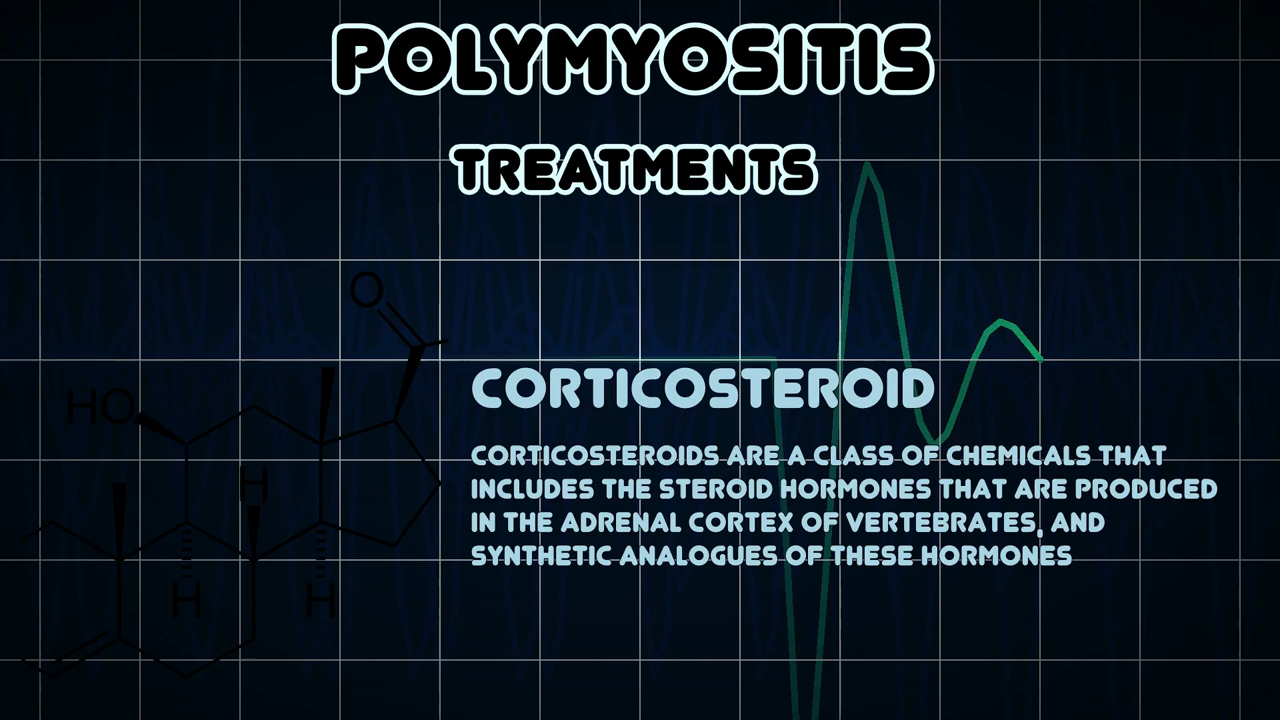 POLYMYOSITIS
TREATMENTS
O
HO
CORTICOSTEROID
CORTICOSTEROIDS ARE A CLASS OF CHEMICALS THAT
H
INCLUDES THE STEROID HORMONES THAT ARE PRODUCED
IN THE ADRENAL CORTEX OF VERTEBRATES, AND
SYNTHETIC ANALOGUES OF THESE HORMONES
H H